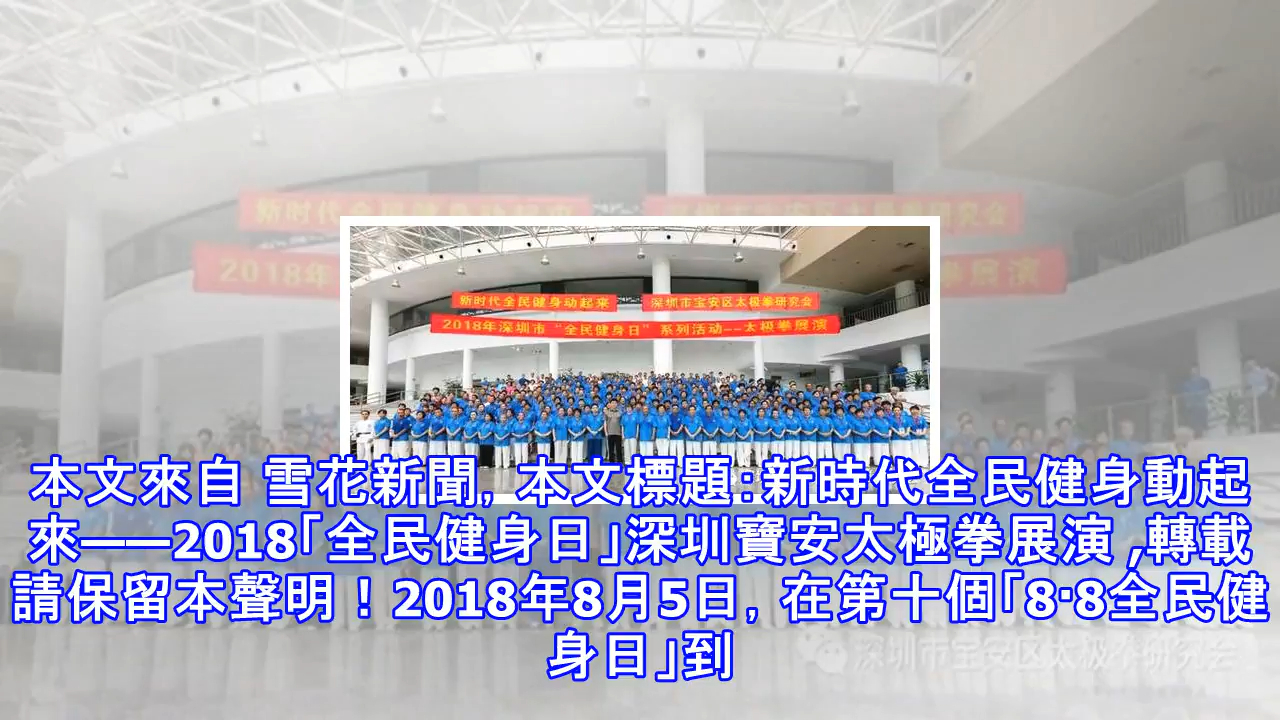 新时代全民健身动起来
深圳市宝安区太极拳研究会
2018年深圳市“全民健身日”系列活动--太极拳展演
本文來自 雪花新聞, 本文標題:新時代全民健身動起
來——2018「全民健身日」深圳寶安太極拳展演 ,轉載
請保留本聲明！2018年8月5日, 在第十個「8·8全民健
身日」到
深圳市宝安区太极拳研究会